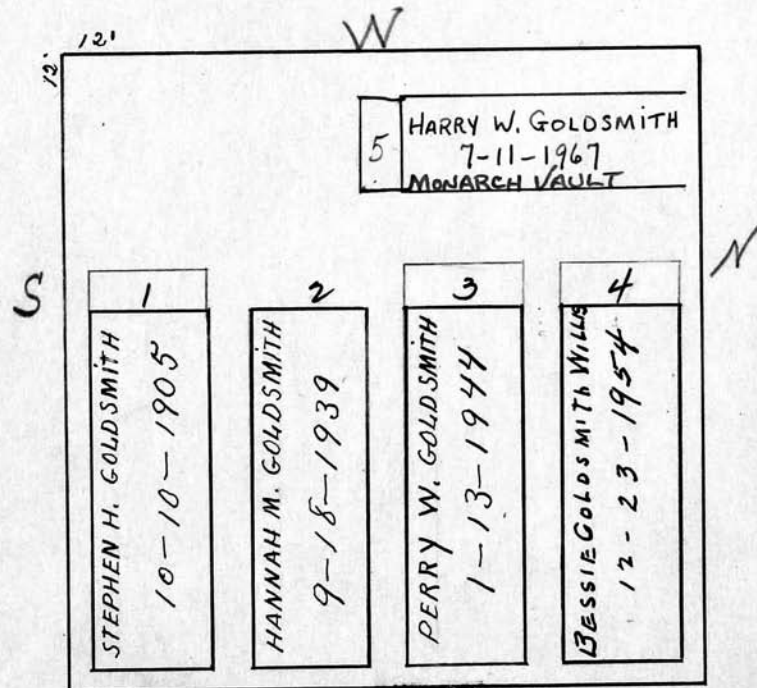 12'
12'
W
5
HARRY W. GOLDSMITH
7-11-1967
MONARCH VAULT
S
N
1
2
3
4
STEPHEN H. GOLDSMITH
10-10-1905
HANNAH M. GOLDSMITH
9-18-1939
PERRY W. GOLDSMITH
1-13-1944
BESSIE GOLDSMITH WILLIS
12-23-1954